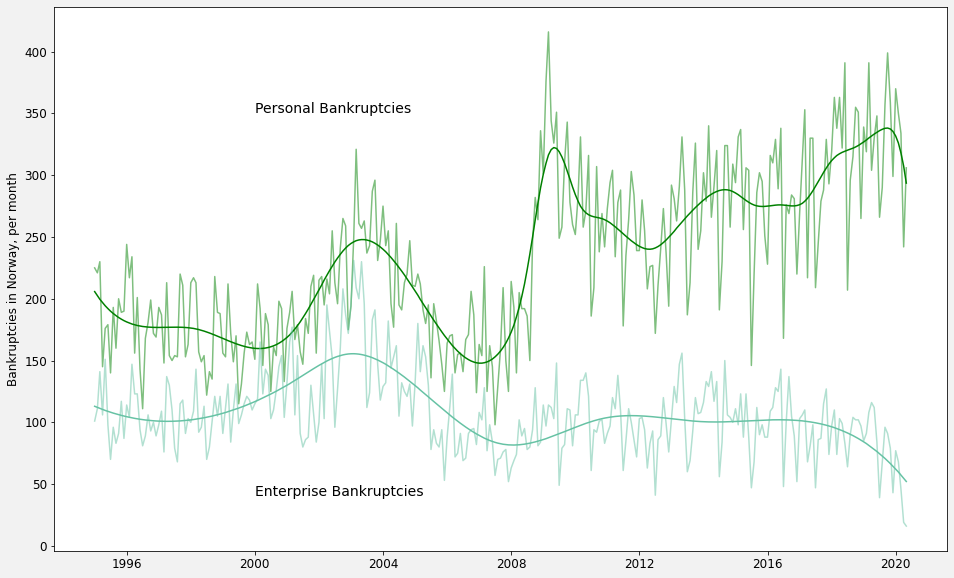 Bankruptcies in Norway, per month
400
350
300
250
200
150
100
50
0
Personal Bankruptcies
Enterprise Bankruptcies
1996 2000 2004 2008 2012 2016 2020